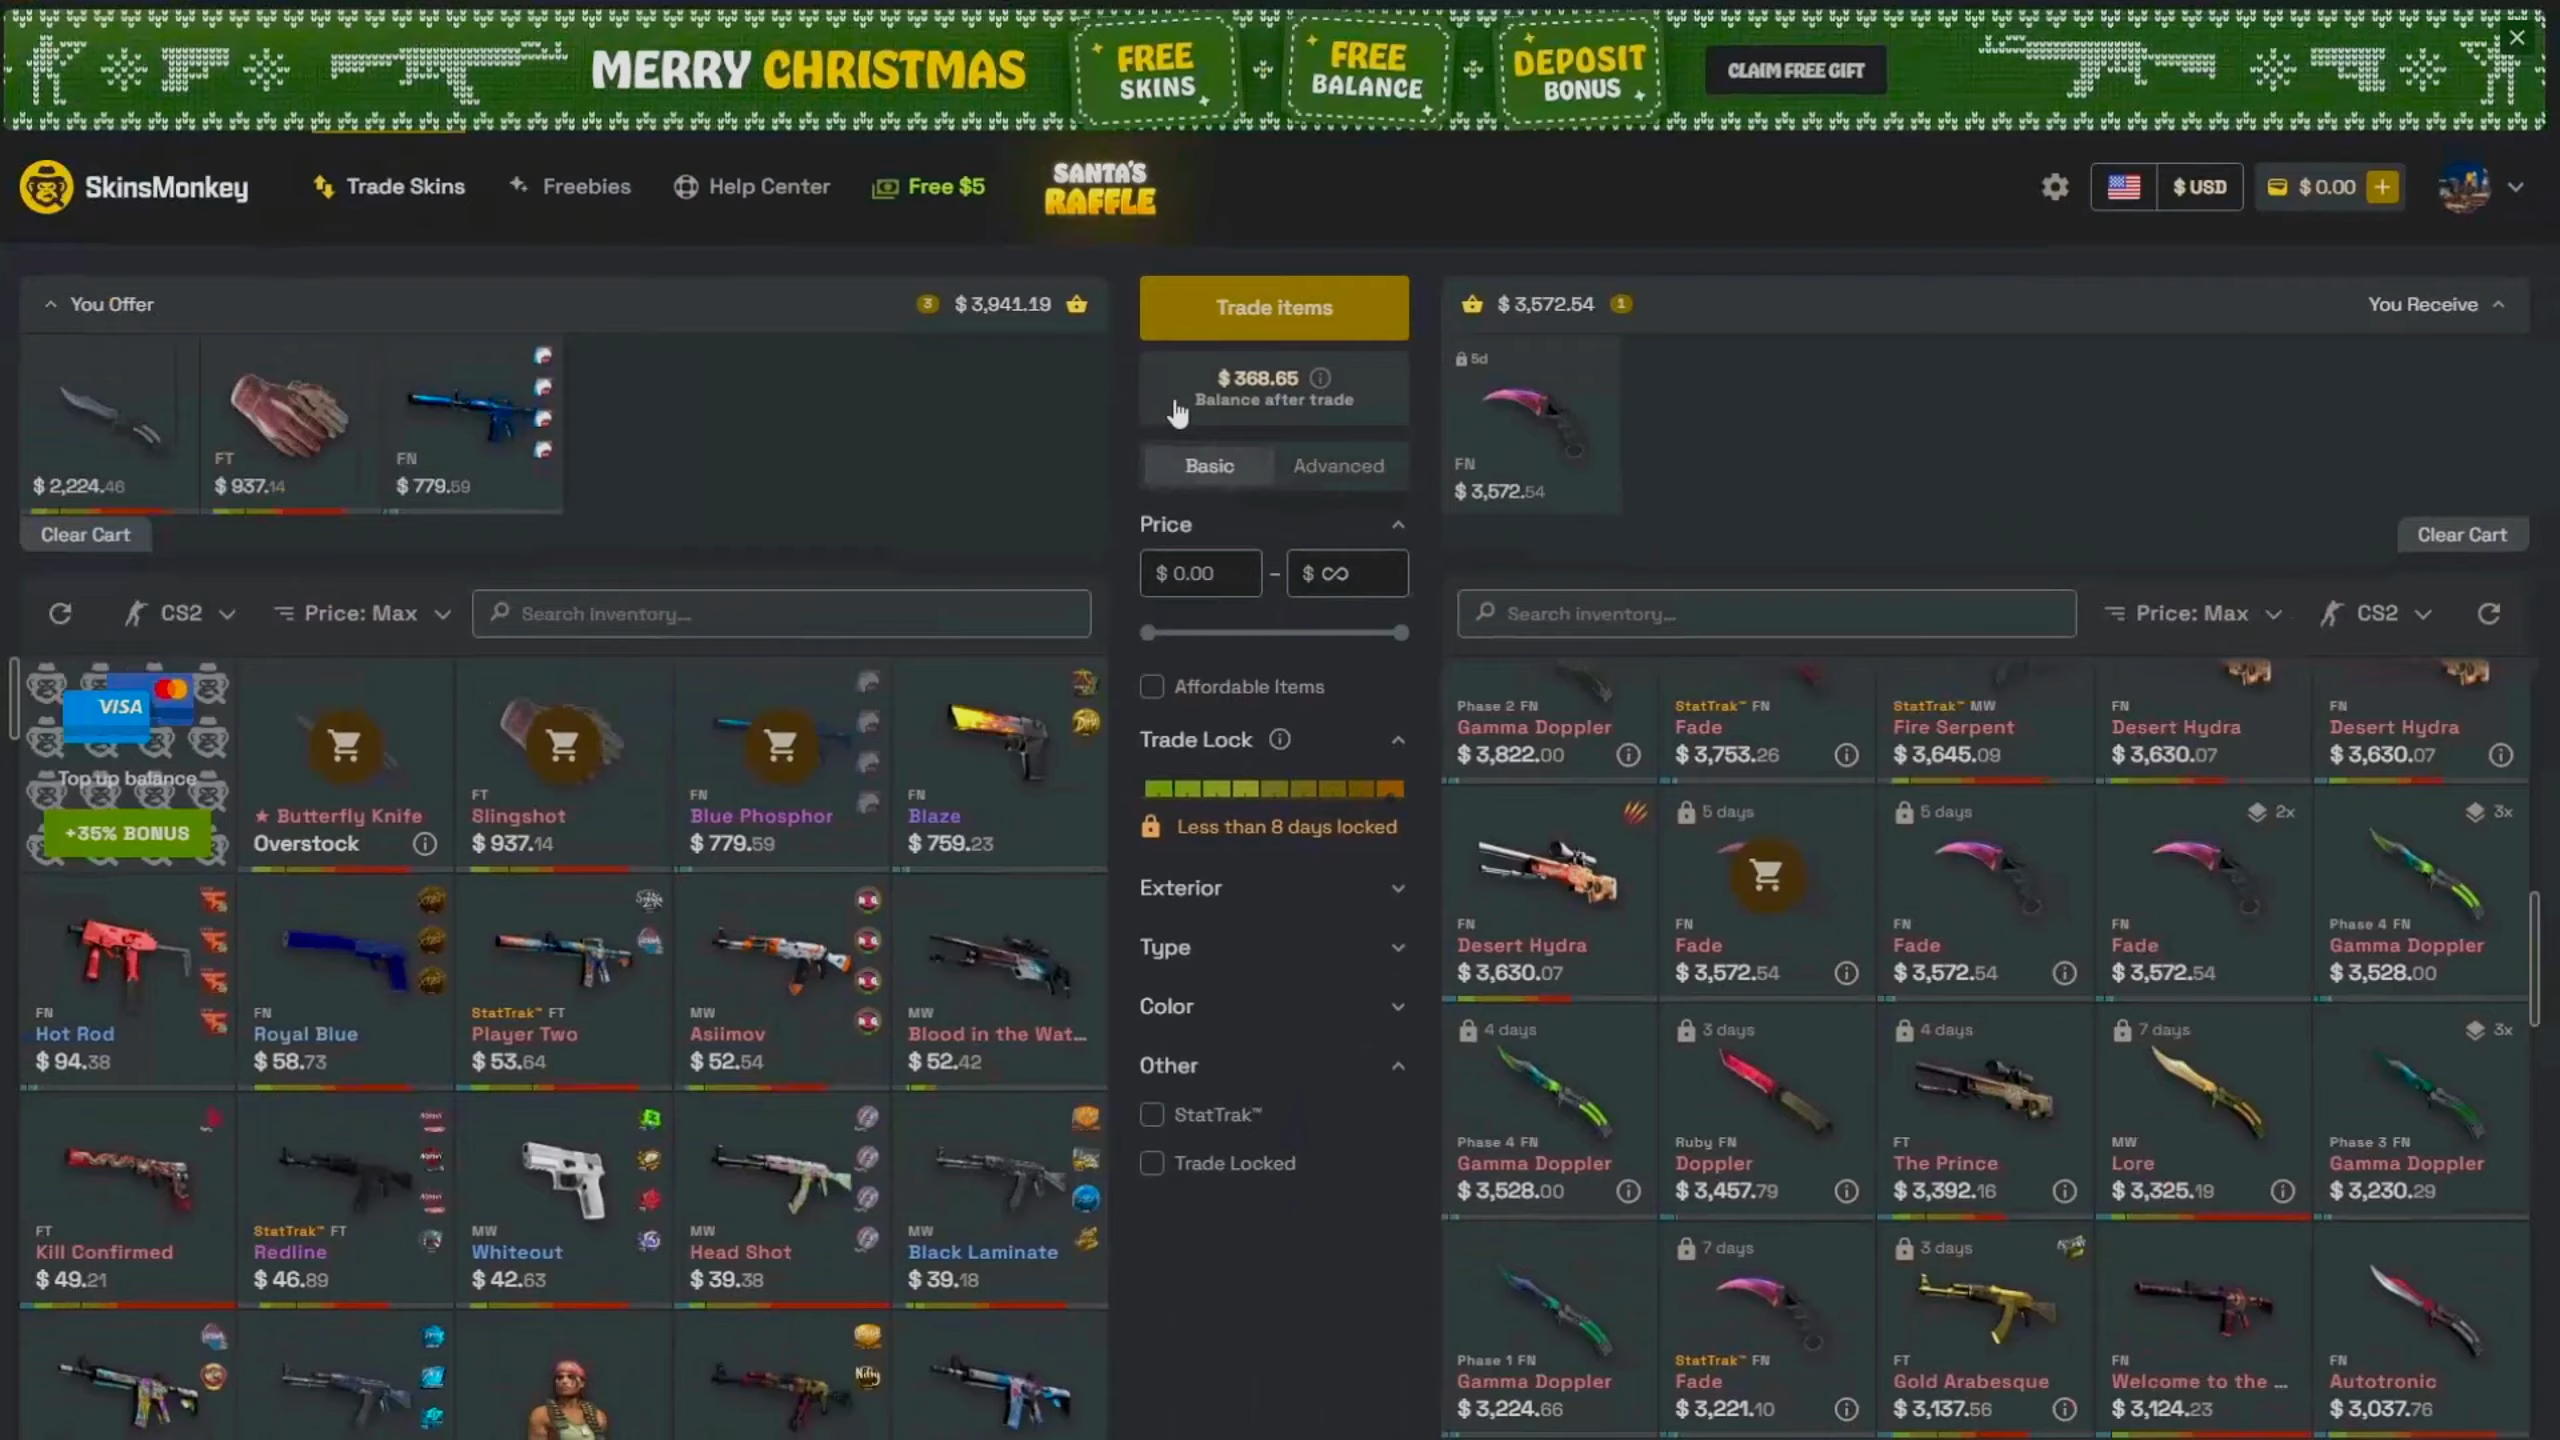 MERRY CHRISTMAS
FREE SKINS
FREE BALANCE
DEPOSIT BONUS
CLAIM FREE GIFT
SkinsMonkey
Trade Skins
Freebies
Help Center
Free $5
SANTA'S RAFFLE
$ USD
$ 0.00
You Offer
3
$ 3,941.19
Trade items
$ 3,572.54
1
You Receive
$ 2,224.46
FT
$ 937.14
FN
$ 779.59
$ 368.65
Balance after trade
5d
FN
$ 3,572.54
Basic
Advanced
Clear Cart
Clear Cart
Price
$ 0.00
–
$ ∞
CS2
Price: Max
Search inventory...
Search inventory...
Price: Max
CS2
VISA
Top up balance
+35% BONUS
★ Butterfly Knife
Overstock
FT
Slingshot
$ 937.14
FN
Blue Phosphor
$ 779.59
FN
Blaze
$ 759.23
FN
Hot Rod
$ 94.38
FN
Royal Blue
$ 58.73
StatTrak™ FT
Player Two
$ 53.64
MW
Asiimov
$ 52.54
MW
Blood in the Wat...
$ 52.42
FT
Kill Confirmed
$ 49.21
StatTrak™ FT
Redline
$ 46.89
MW
Whiteout
$ 42.63
MW
Head Shot
$ 39.38
MW
Black Laminate
$ 39.18
Affordable Items
Trade Lock
Less than 8 days locked
Exterior
Type
Color
Other
StatTrak™
Trade Locked
Phase 2 FN
Gamma Doppler
$ 3,822.00
StatTrak™ FN
Fade
$ 3,753.26
StatTrak™ MW
Fire Serpent
$ 3,645.09
FN
Desert Hydra
$ 3,630.07
FN
Desert Hydra
$ 3,630.07
FN
Desert Hydra
$ 3,630.07
5 days
FN
Fade
$ 3,572.54
5 days
FN
Fade
$ 3,572.54
2x
FN
Fade
$ 3,572.54
3x
Phase 4 FN
Gamma Doppler
$ 3,528.00
4 days
Phase 4 FN
Gamma Doppler
$ 3,528.00
3 days
Ruby FN
Doppler
$ 3,457.79
4 days
FT
The Prince
$ 3,392.16
7 days
MW
Lore
$ 3,325.19
3x
Phase 3 FN
Gamma Doppler
$ 3,230.29
Phase 1 FN
Gamma Doppler
$ 3,224.66
7 days
StatTrak™ FN
Fade
$ 3,221.10
3 days
FT
Gold Arabesque
$ 3,137.56
FN
Welcome to the ...
$ 3,124.23
FN
Autotronic
$ 3,037.76